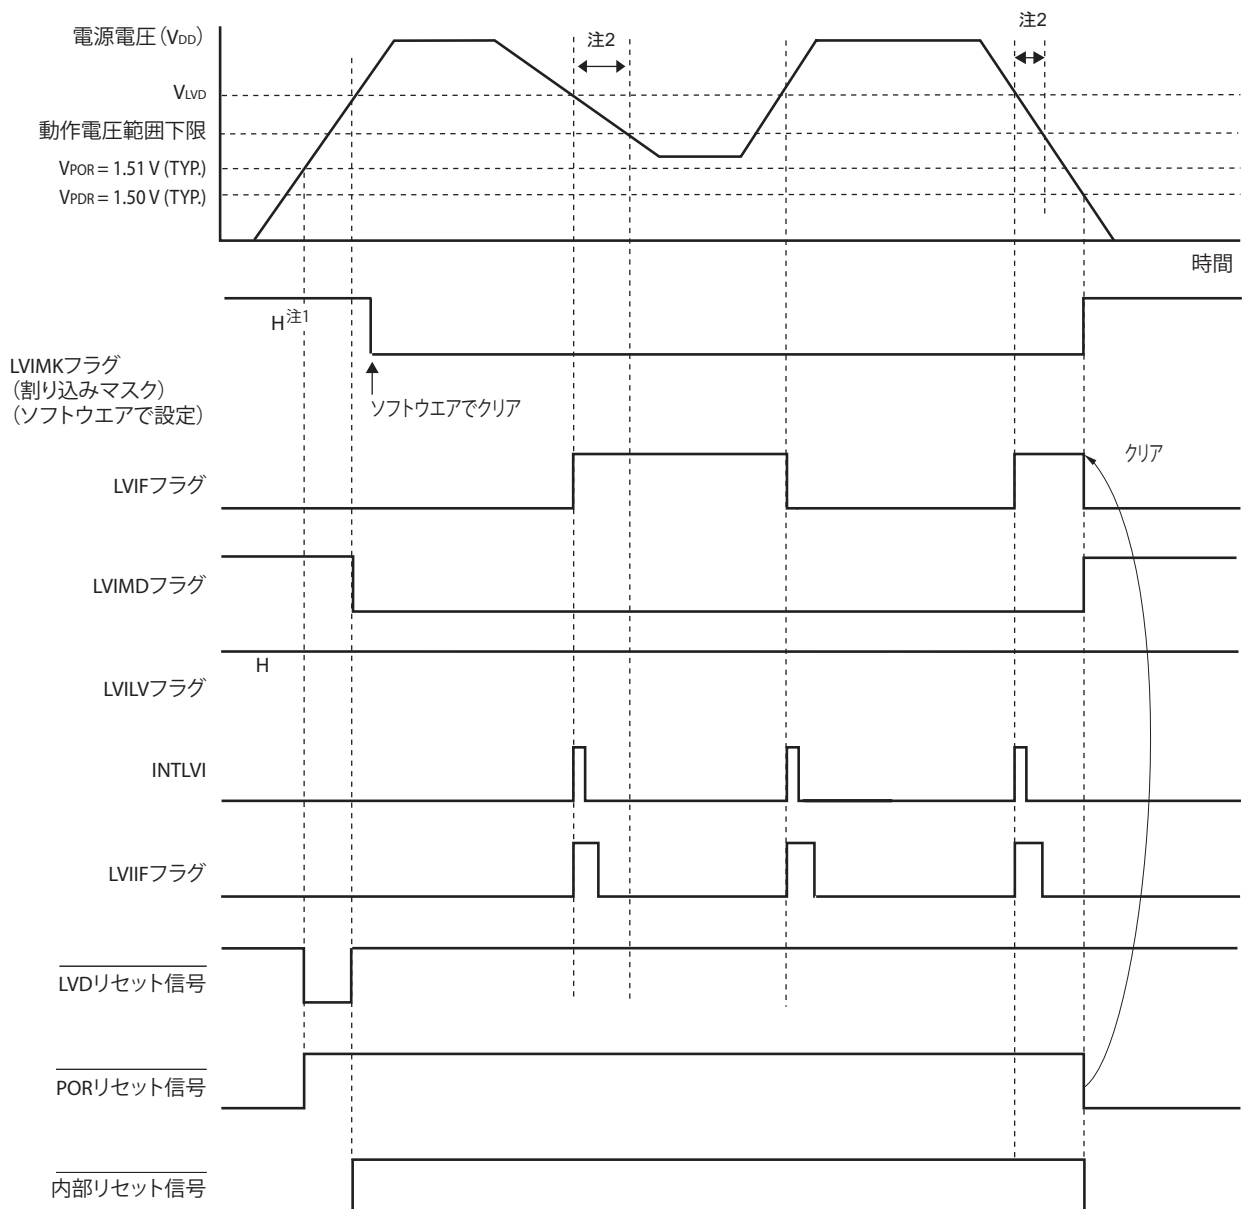 電源電圧(VDD)
注2
注2
VLVD
動作電圧範囲下限
VPOR = 1.51 V (TYP.)
VPDR = 1.50 V (TYP.)
時間
H注1
LVIMKフラグ
(割り込みマスク)
(ソフトウエアで設定)
ソフトウエアでクリア
クリア
LVIFフラグ
LVIMDフラグ
H
LVILVフラグ
INTLVI
LVIIFフラグ
LVDリセット信号
PORリセット信号
内部リセット信号